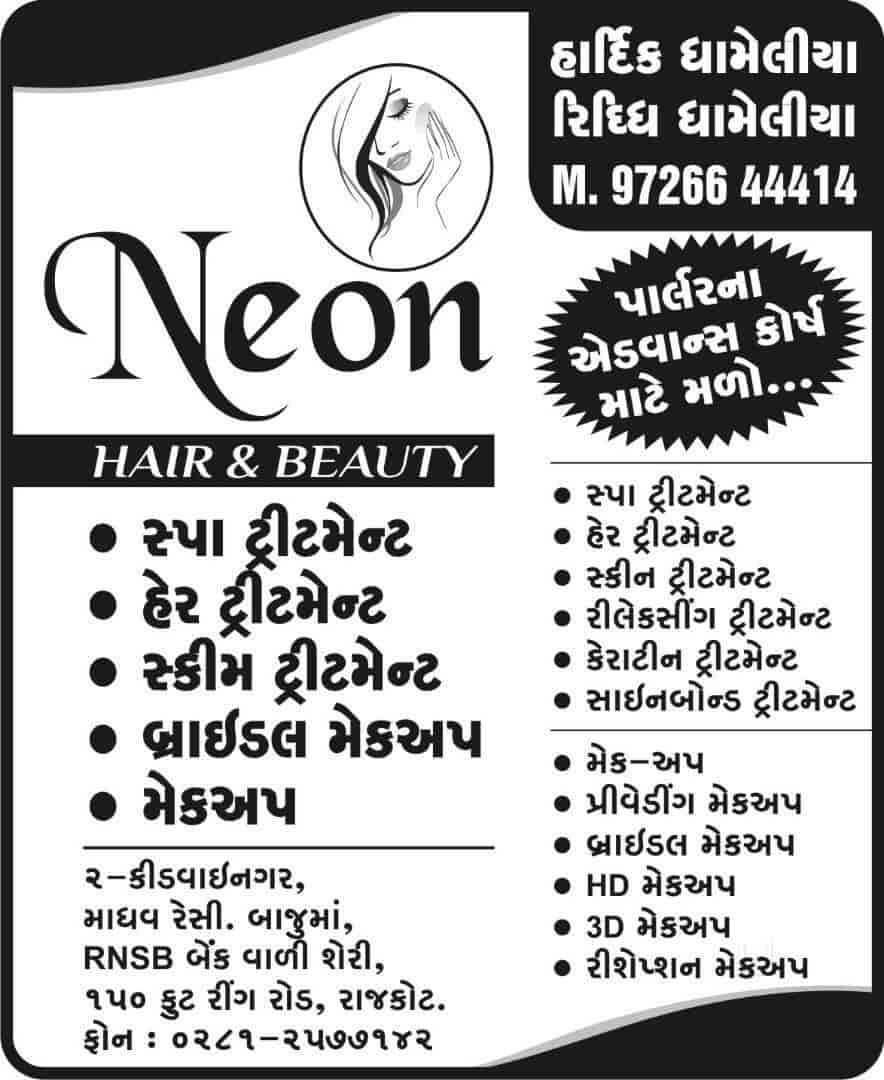 Neon
HAIR & BEAUTY
• સ્પા ટ્રીટમેન્ટ
• હેર ટ્રીટમેન્ટ
• સ્કીમ ટ્રીટમેન્ટ
• બ્રાઇડલ મેકઅપ
• મેકઅપ
૨-કીડવાઇનગર,
માધવ રેસી. બાજુમાં,
RNSB બેંક વાળી શેરી,
૧૫૦ ફુટ રીંગ રોડ, રાજકોટ.
ફોન : ૦૨૮૧-૨૫૭૭૧૪૨
હાર્દિક ધામેલીયા
રિધ્ધિ ધામેલીયા
M. 97266 44414
પાર્લરના
એડવાન્સ કોર્ષ
માટે મળો...
• સ્પા ટ્રીટમેન્ટ
• હેર ટ્રીટમેન્ટ
• સ્કીન ટ્રીટમેન્ટ
• રીલેકસીંગ ટ્રીટમેન્ટ
• કેરાટીન ટ્રીટમેન્ટ
• સાઇનબોન્ડ ટ્રીટમેન્ટ
• મેક-અપ
• પ્રીવેડીંગ મેકઅપ
• બ્રાઇડલ મેકઅપ
• HD મેકઅપ
• 3D મેકઅપ
• રીશેપ્શન મેકઅપ